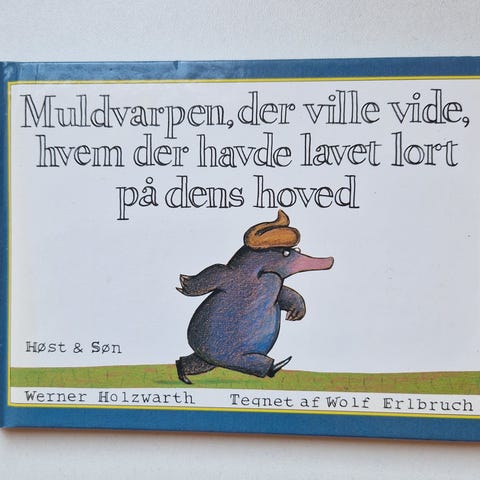 Muldvarpen, der ville vide,
hvem der havde lavet lort
på dens hoved
Høst & Søn
Werner Holzwarth Tegnet af Wolf Erlbruch